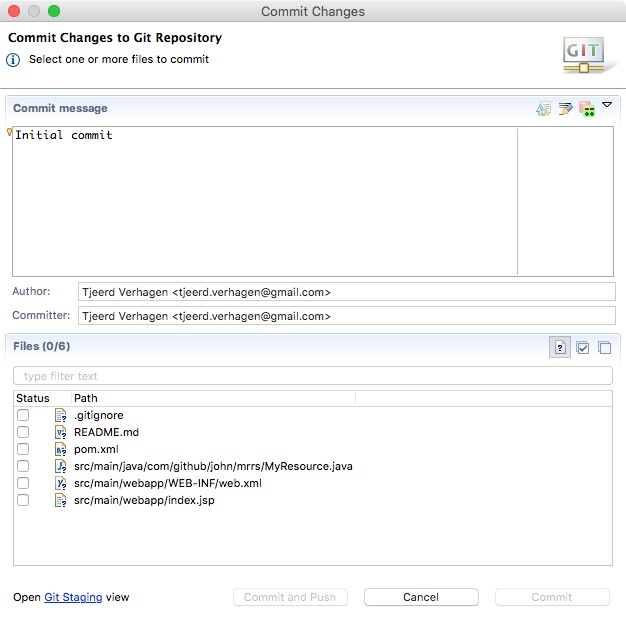 Commit Changes
Commit Changes to Git Repository
Select one or more files to commit
GIT
Commit message
Initial commit
Author: Tjeerd Verhagen <tjeerd.verhagen@gmail.com>
Committer: Tjeerd Verhagen <tjeerd.verhagen@gmail.com>
Files (0/6)
type filter text
Status Path
.gitignore
README.md
pom.xml
src/main/java/com/github/john/mrrs/MyResource.java
src/main/webapp/WEB-INF/web.xml
src/main/webapp/index.jsp
Open Git Staging view Commit and Push Cancel Commit